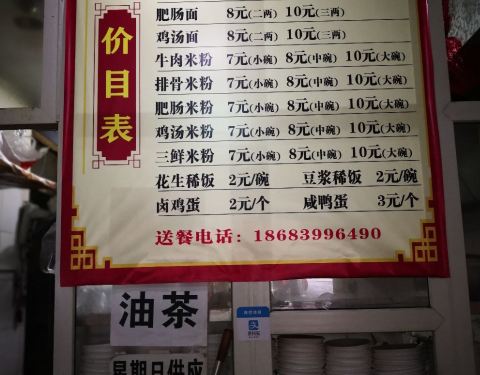 价目表
肥肠面 8元(二两) 10元(三两)
鸡汤面 8元(二两) 10元(三两)
牛肉米粉 7元(小碗) 8元(中碗) 10元(大碗)
排骨米粉 7元(小碗) 8元(中碗) 10元(大碗)
肥肠米粉 7元(小碗) 8元(中碗) 10元(大碗)
鸡汤米粉 7元(小碗) 8元(中碗) 10元(大碗)
三鲜米粉 7元(小碗) 8元(中碗) 10元(大碗)
花生稀饭 2元/碗 豆浆稀饭 2元/碗
卤鸡蛋 2元/个 咸鸭蛋 3元/个
送餐电话：18683996490
油茶
星期日供应